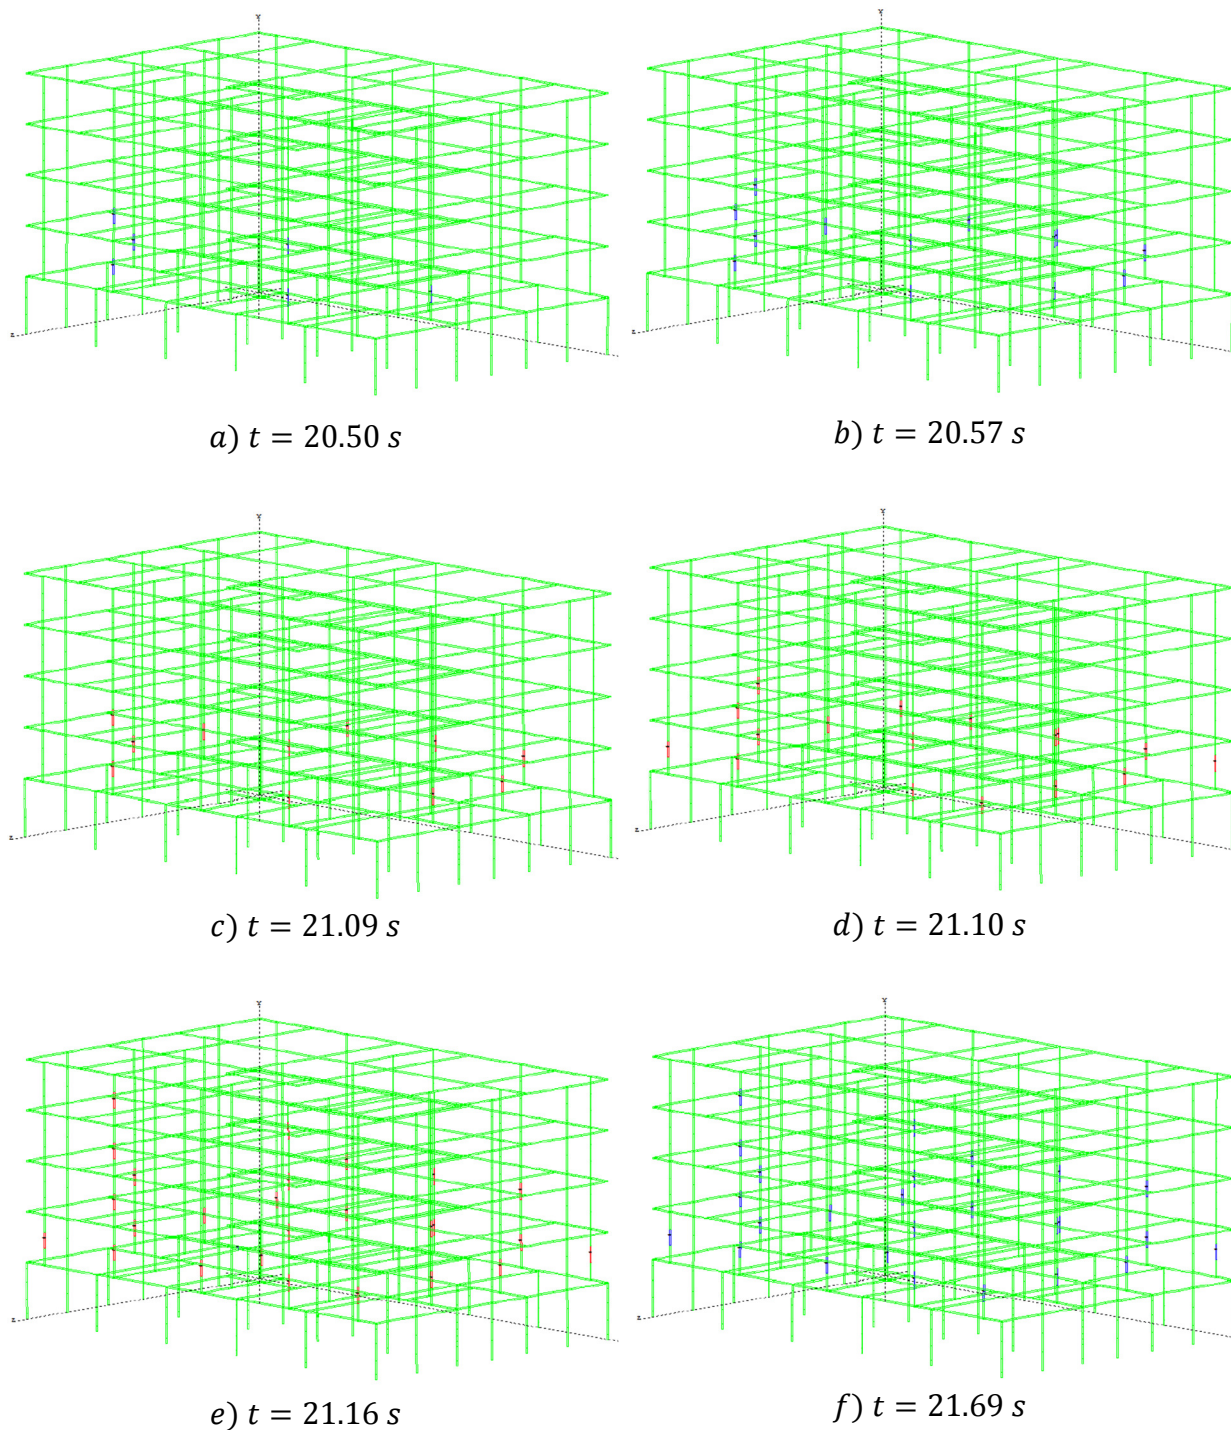 a) t = 20.50 s
b) t = 20.57 s
c) t = 21.09 s
d) t = 21.10 s
e) t = 21.16 s
f) t = 21.69 s